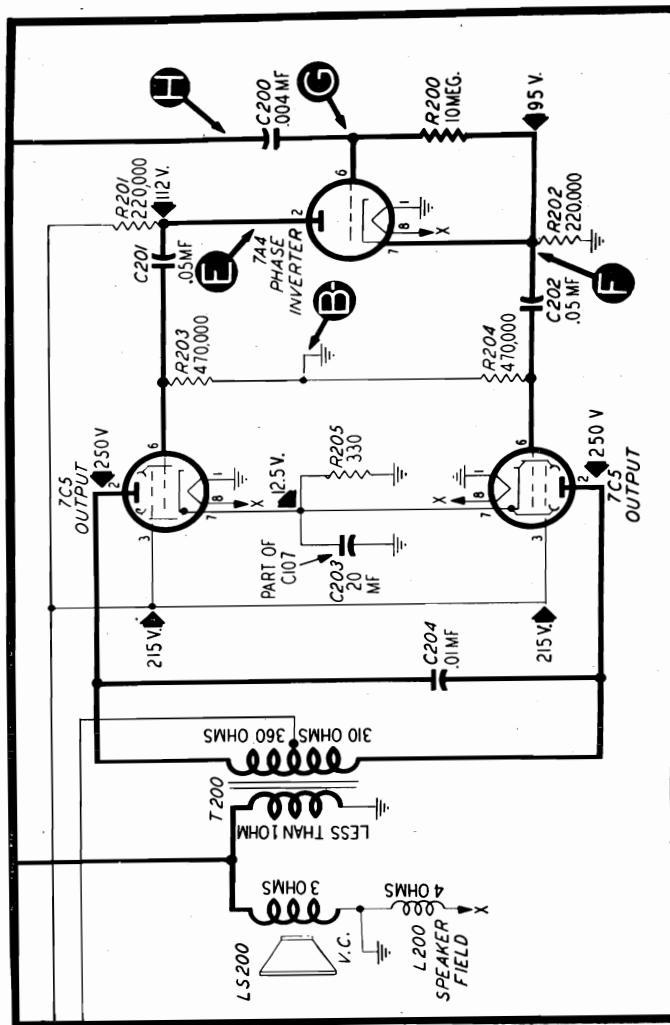 H
C200
.004 MF
G
R200
10 MEG.
95 V.
R201
220,000
112 V.
6
2
1
8
7
X
R202
220,000
C201
.05MF
E
7A4
PHASE
INVERTER
B-
C202
.05 MF
F
R203
470,000
R204
470,000
250 V
7C5
OUTPUT
2
6
3
1
8
7
X
12.5 V.
R205
330
PART OF
C107
C203
20
MF
X
1
8
7
6
2
3
250 V
7C5
OUTPUT
215 V.
215 V.
C204
.01 MF
360 OHMS
310 OHMS
T200
LESS THAN 1 OHM
3 OHMS
4 OHMS
LS200
V.C.
L200
SPEAKER
FIELD
X